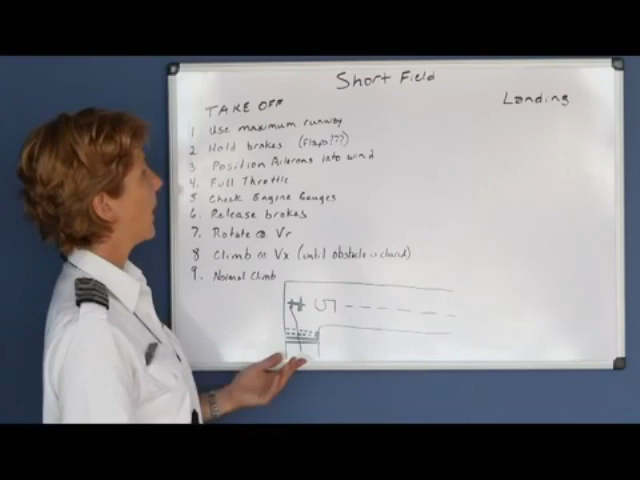 Short Field
TAKE OFF
Landing
1 Use maximum runway
2 Hold brakes (flaps???)
3 Position Ailerons into wind
4. Full Throttle
5 Check Engine Gauges
6. Release brakes
7. Rotate @ Vr
8 Climb at Vx (until obstacle is cleared)
9. Normal Climb